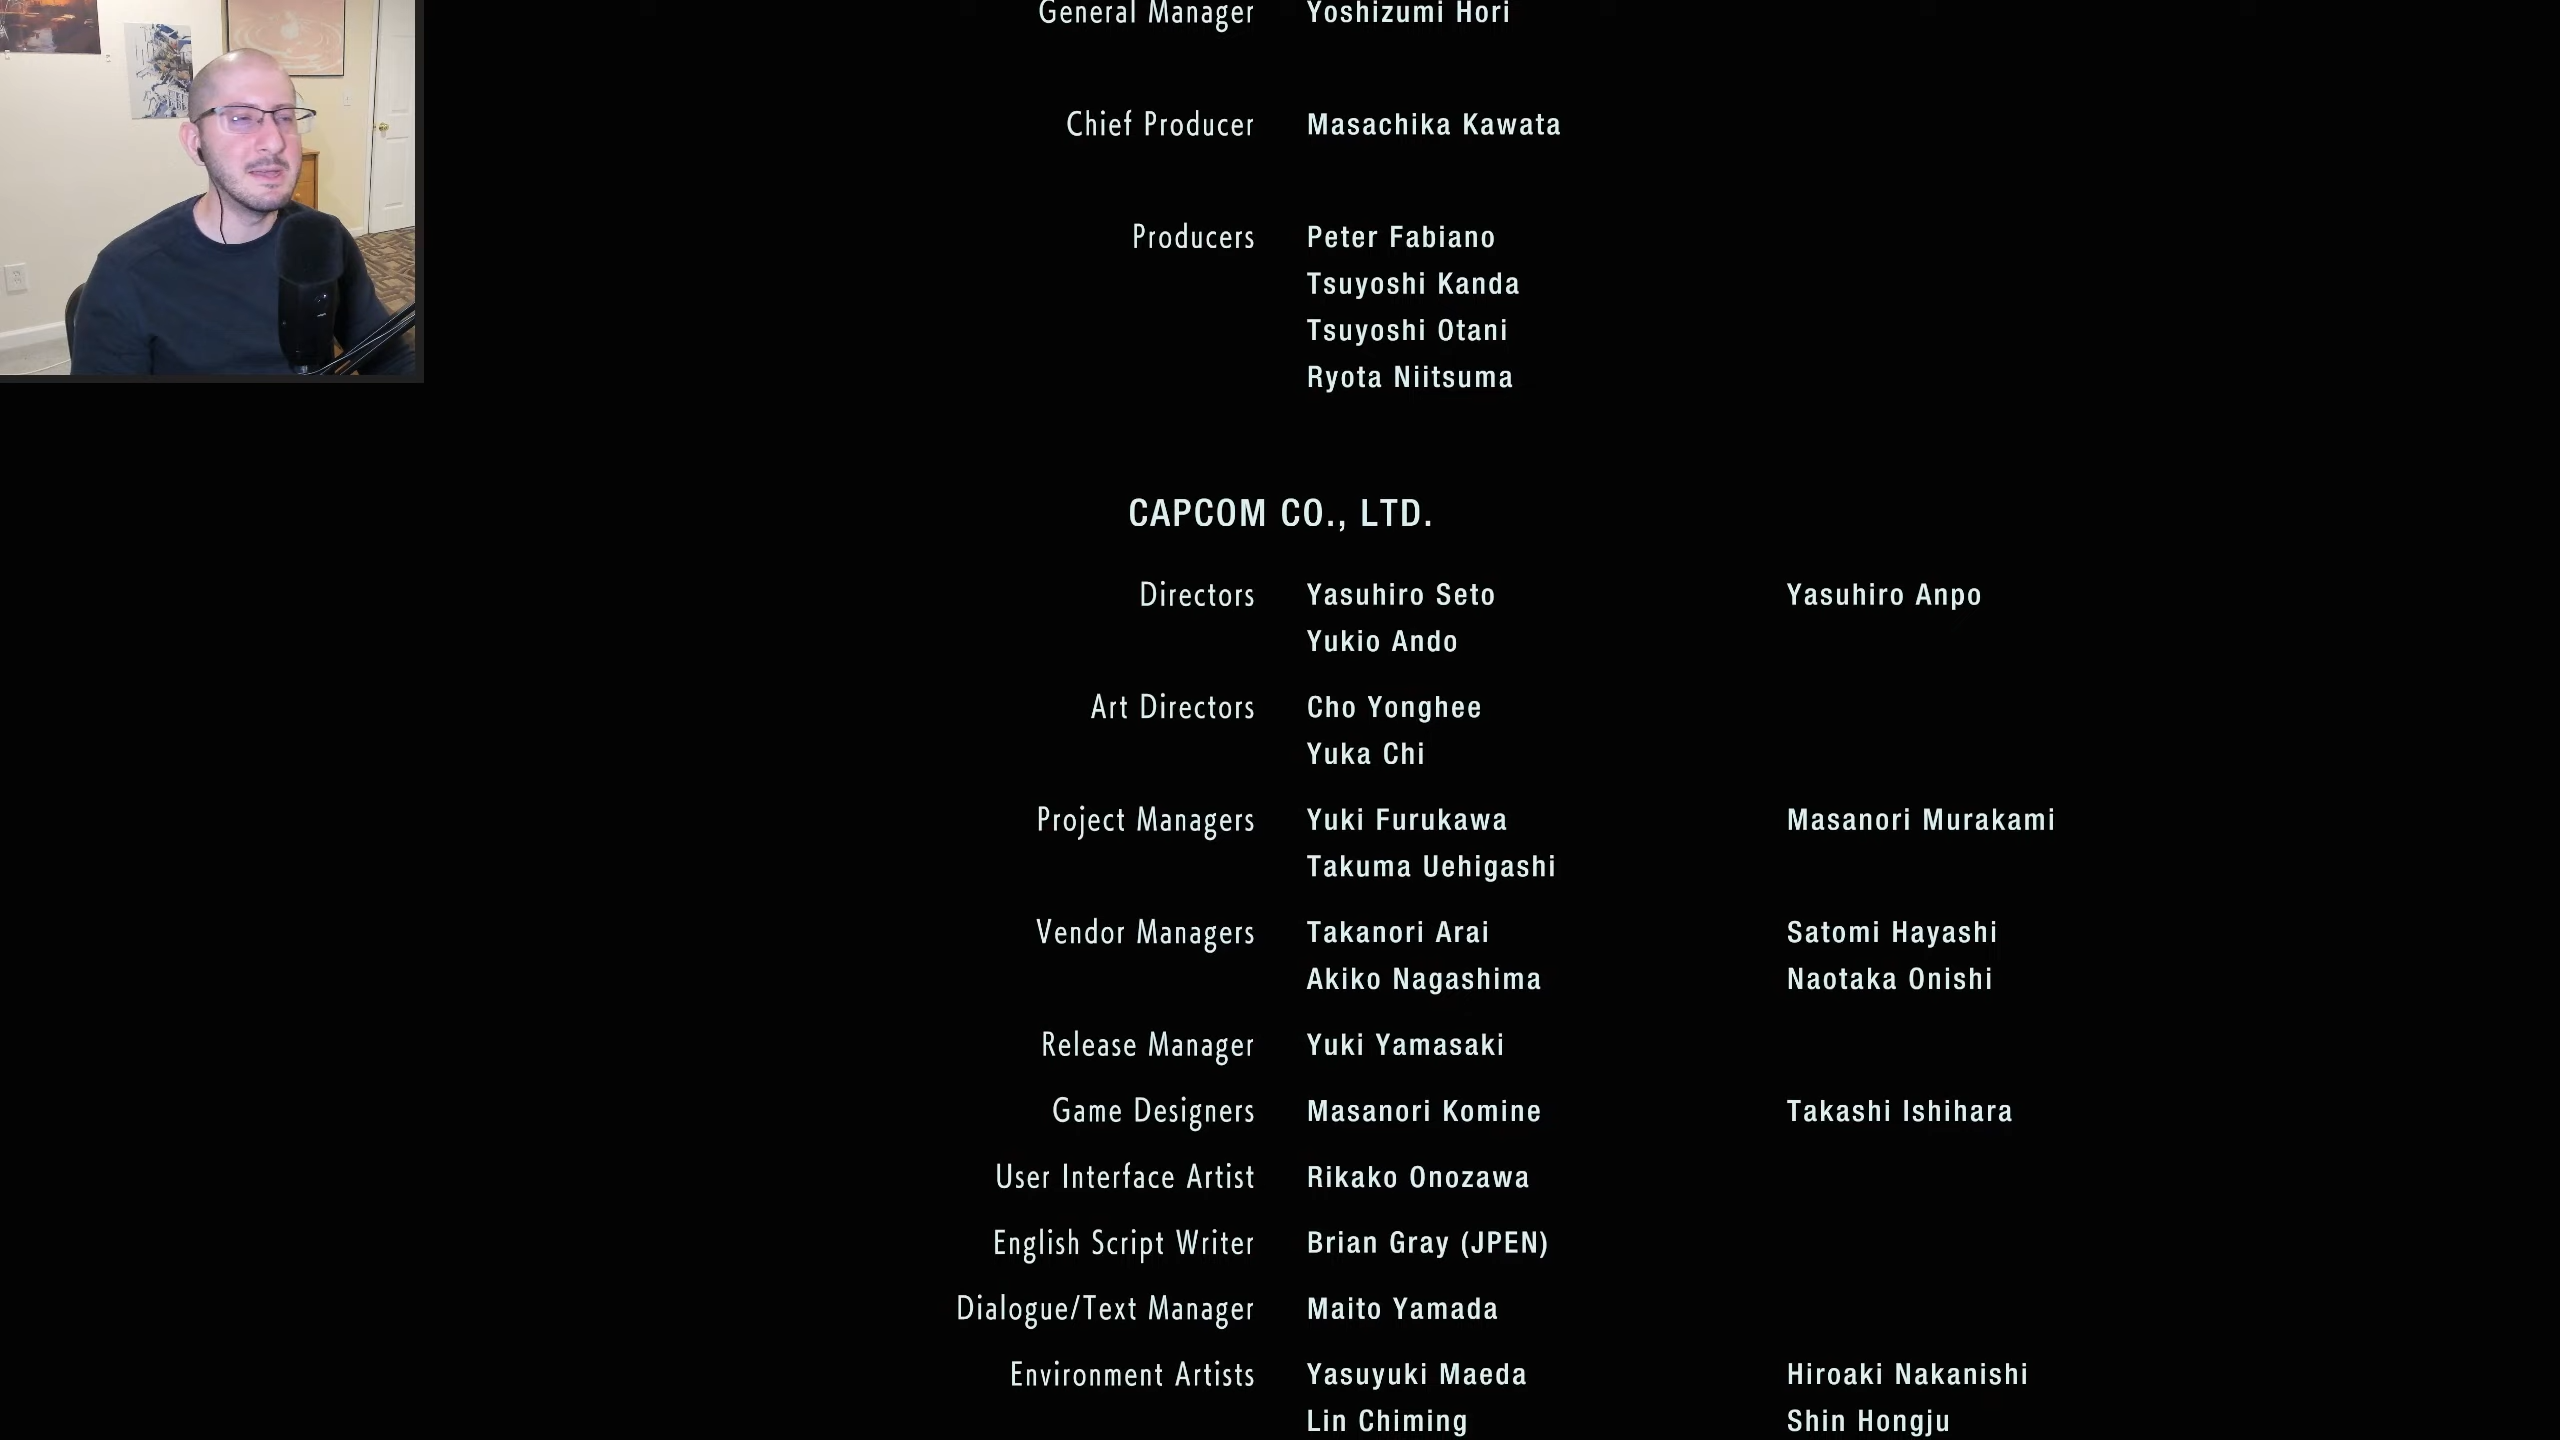 General Manager Yoshizumi Hori
Chief Producer Masachika Kawata
Producers Peter Fabiano
Tsuyoshi Kanda
Tsuyoshi Otani
Ryota Niitsuma
CAPCOM CO., LTD.
Directors Yasuhiro Seto Yasuhiro Anpo
Yukio Ando
Art Directors Cho Yonghee
Yuka Chi
Project Managers Yuki Furukawa Masanori Murakami
Takuma Uehigashi
Vendor Managers Takanori Arai Satomi Hayashi
Akiko Nagashima Naotaka Onishi
Release Manager Yuki Yamasaki
Game Designers Masanori Komine Takashi Ishihara
User Interface Artist Rikako Onozawa
English Script Writer Brian Gray (JPEN)
Dialogue/Text Manager Maito Yamada
Environment Artists Yasuyuki Maeda Hiroaki Nakanishi
Lin Chiming Shin Hongju